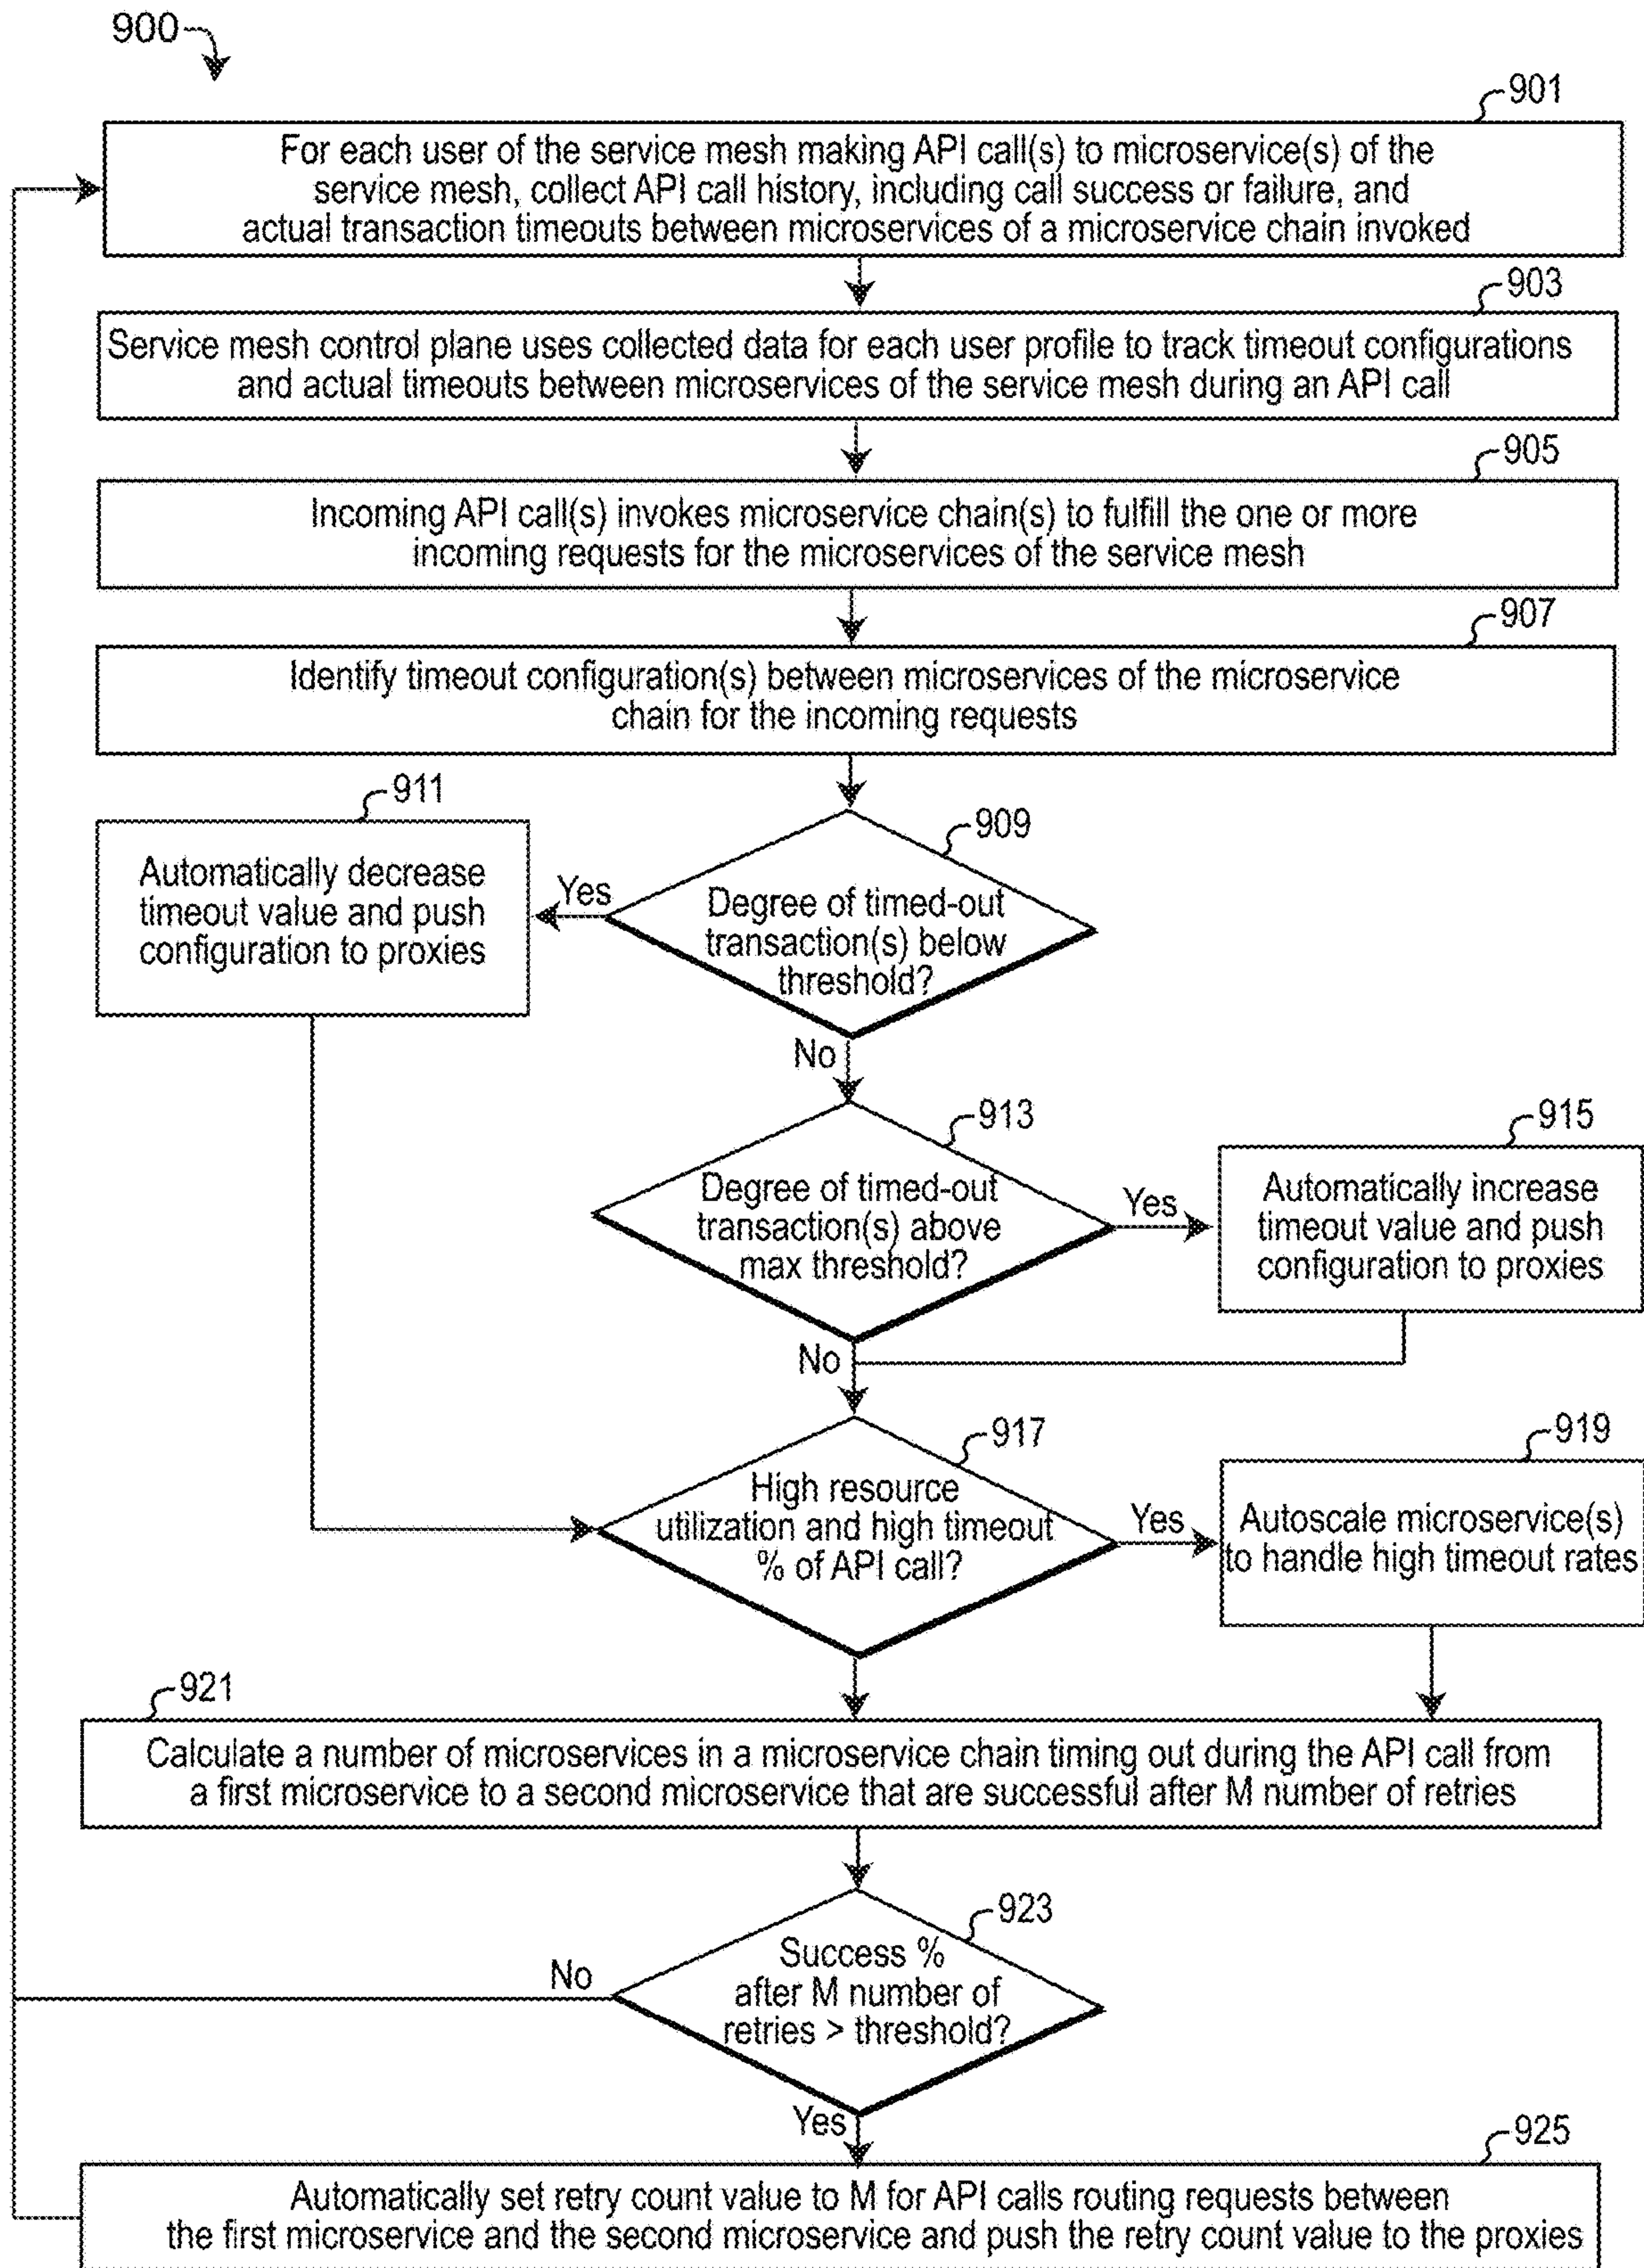 900
901
For each user of the service mesh making API call(s) to microservice(s) of the
service mesh, collect API call history, including call success or failure, and
actual transaction timeouts between microservices of a microservice chain invoked
903
Service mesh control plane uses collected data for each user profile to track timeout configurations
and actual timeouts between microservices of the service mesh during an API call
905
Incoming API call(s) invokes microservice chain(s) to fulfill the one or more
incoming requests for the microservices of the service mesh
907
Identify timeout configuration(s) between microservices of the microservice
chain for the incoming requests
911
Automatically decrease
timeout value and push
configuration to proxies
Yes
909
Degree of timed-out
transaction(s) below
threshold?
No
913
Degree of timed-out
transaction(s) above
max threshold?
Yes
915
Automatically increase
timeout value and push
configuration to proxies
No
917
High resource
utilization and high timeout
% of API call?
Yes
919
Autoscale microservice(s)
to handle high timeout rates
921
Calculate a number of microservices in a microservice chain timing out during the API call from
a first microservice to a second microservice that are successful after M number of retries
923
Success %
after M number of
retries > threshold?
No
Yes
925
Automatically set retry count value to M for API calls routing requests between
the first microservice and the second microservice and push the retry count value to the proxies